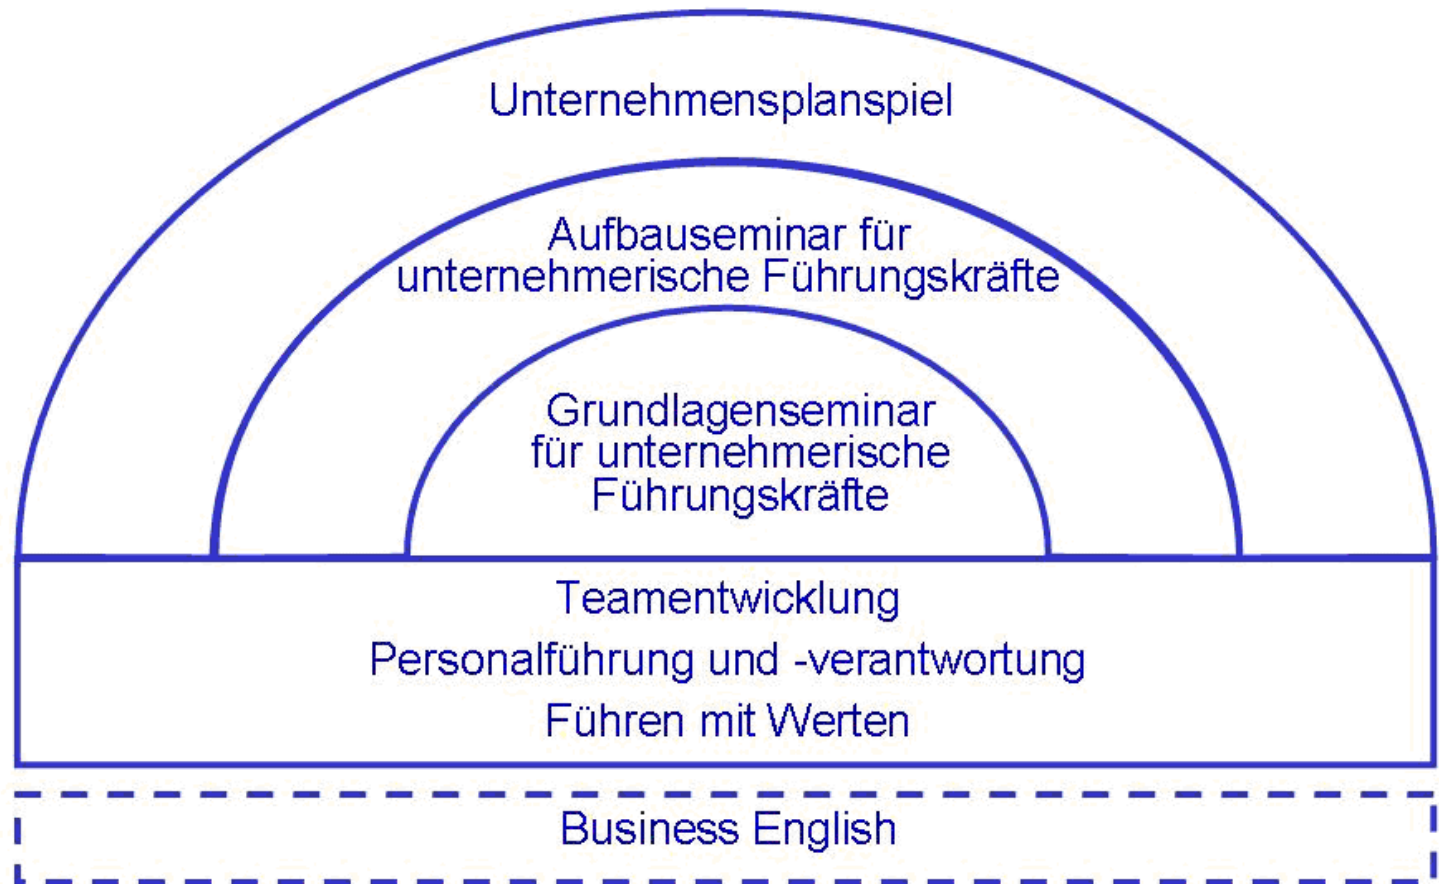 Unternehmensplanspiel
Aufbauseminar für
unternehmerische Führungskräfte
Grundlagenseminar
für unternehmerische
Führungskräfte
Teamentwicklung
Personalführung und -verantwortung
Führen mit Werten
Business English